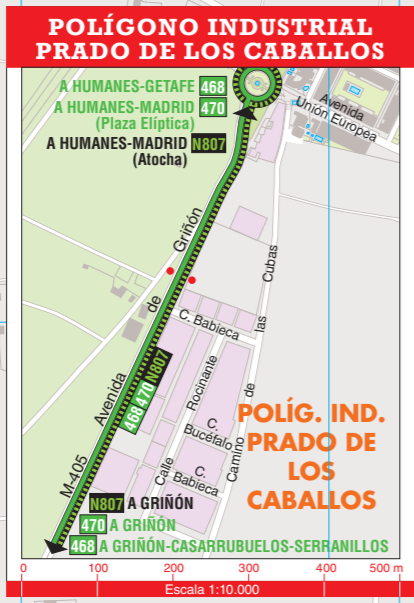 POLÍGONO INDUSTRIAL
PRADO DE LOS CABALLOS
A HUMANES-GETAFE 468
A HUMANES-MADRID 470
(Plaza Elíptica)
A HUMANES-MADRID N807
(Atocha)
Avenida
Unión Europea
M-405 Avenida de Griñón
468 470 N807
C. Babieca
Calle Rocinante
Camino de las Cubas
C.
Bucéfalo
C.
Babieca
POLÍG. IND.
PRADO DE
LOS
CABALLOS
N807 A GRIÑÓN
470 A GRIÑÓN
468 A GRIÑÓN-CASARRUBUELOS-SERRANILLOS
0 100 200 300 400 500 m
Escala 1:10.000